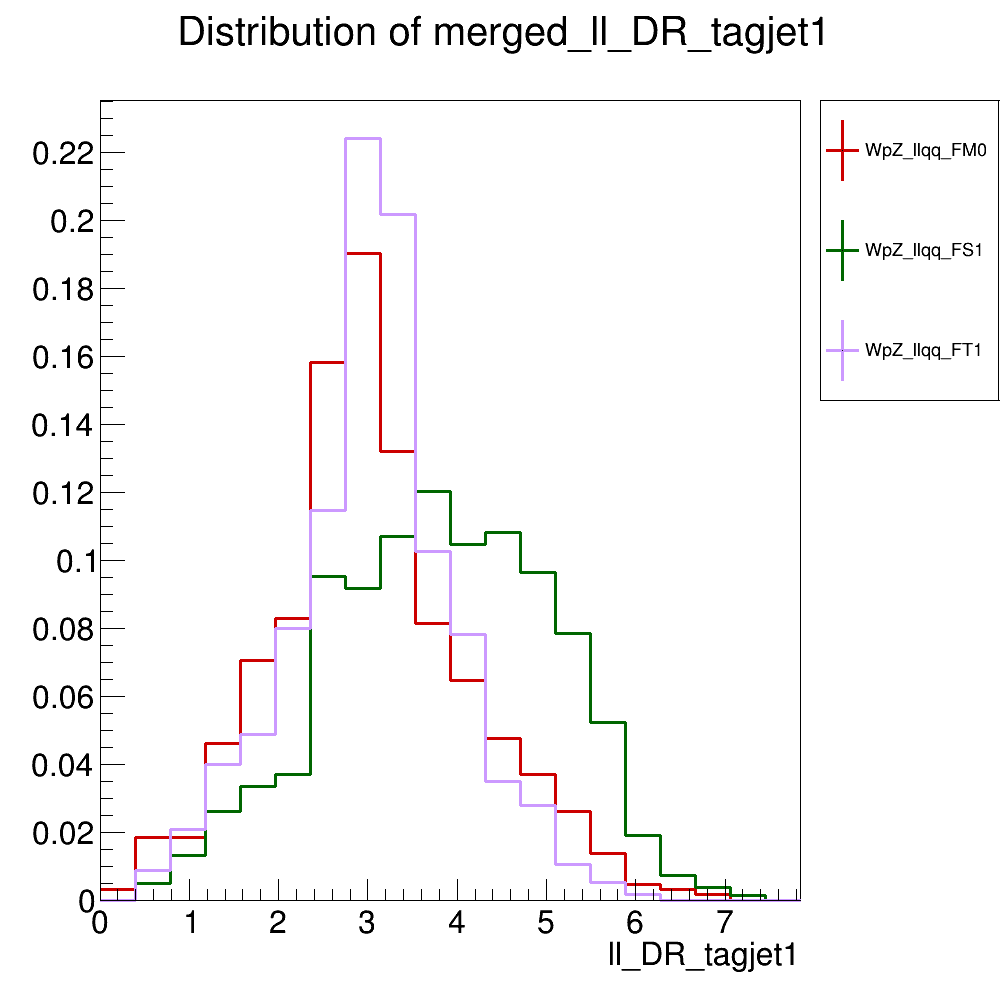 Distribution of merged_ll_DR_tagjet1
0.22
0.2
0.18
0.16
0.14
0.12
0.1
0.08
0.06
0.04
0.02
0
0 1 2 3 4 5 6 7
ll_DR_tagjet1
WpZ_llqq_FM0
WpZ_llqq_FS1
WpZ_llqq_FT1